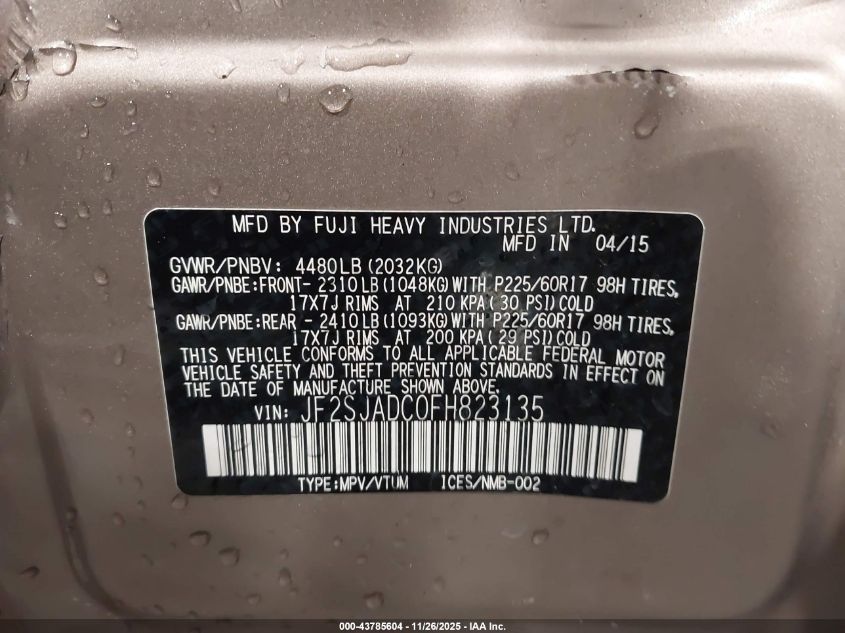 MFD BY FUJI HEAVY INDUSTRIES LTD.
MFD IN 04/15
GVWR/PNBV: 4480LB (2032KG)
GAWR/PNBE:FRONT- 2310LB (1048KG) WITH P225/60R17 98H TIRES,
17X7J RIMS AT 210 KPA ( 30 PSI) COLD
GAWR/PNBE:REAR - 2410LB (1093KG) WITH P225/60R17 98H TIRES,
17X7J RIMS AT 200 KPA ( 29 PSI) COLD
THIS VEHICLE CONFORMS TO ALL APPLICABLE FEDERAL MOTOR
VEHICLE SAFETY AND THEFT PREVENTION STANDARDS IN EFFECT ON
THE DATE OF MANUFACTURE SHOWN ABOVE.
VIN: JF2SJADC0FH823135
TYPE:MPV/VTUM ICES/NMB-002
000-43785604 - 11/26/2025 - IAA Inc.